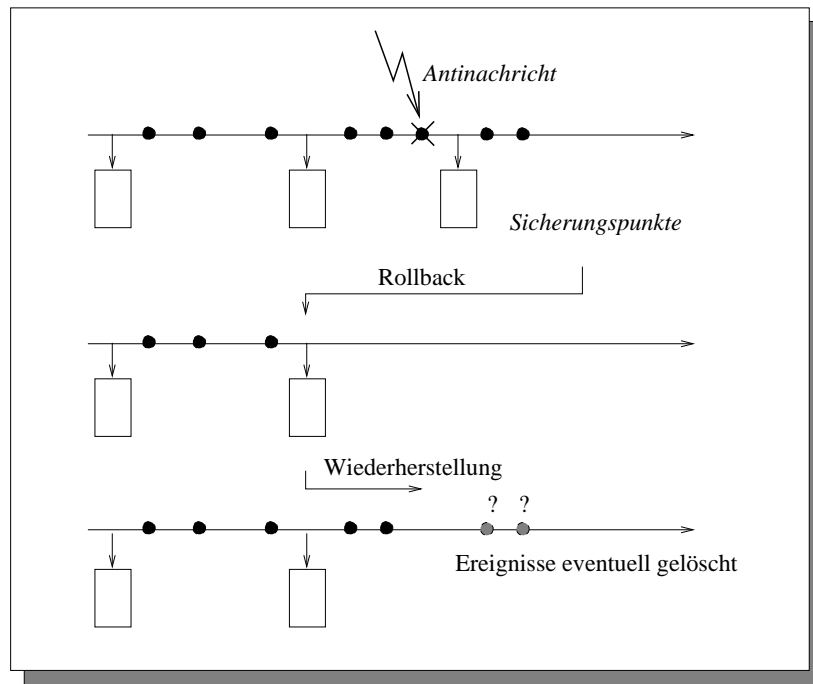 Antinachricht
Sicherungspunkte
Rollback
Wiederherstellung
? ?
Ereignisse eventuell gelöscht